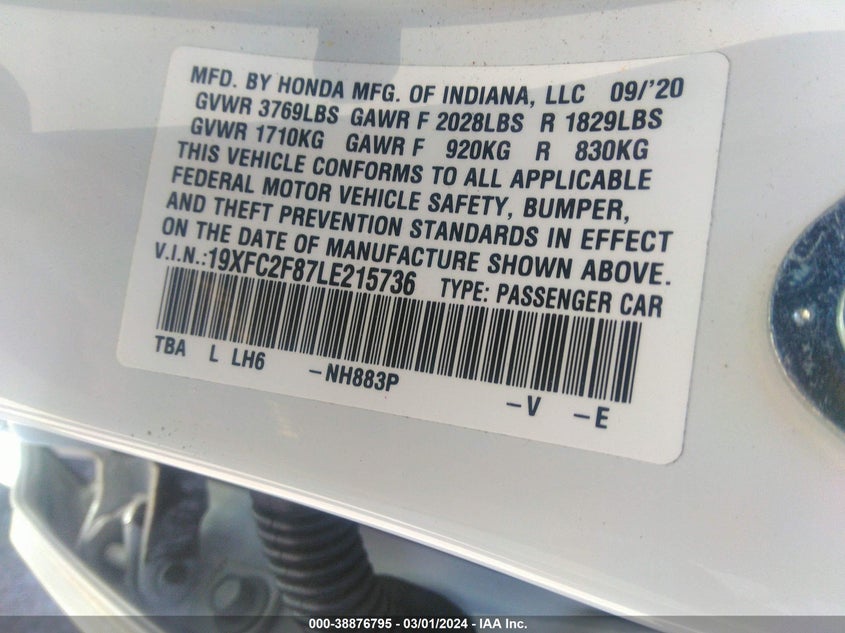 MFD. BY HONDA MFG. OF INDIANA, LLC 09/'20
GVWR 3769LBS GAWR F 2028LBS R 1829LBS
GVWR 1710KG GAWR F 920KG R 830KG
THIS VEHICLE CONFORMS TO ALL APPLICABLE
FEDERAL MOTOR VEHICLE SAFETY, BUMPER,
AND THEFT PREVENTION STANDARDS IN EFFECT
ON THE DATE OF MANUFACTURE SHOWN ABOVE.
V.I.N.:19XFC2F87LE215736 TYPE: PASSENGER CAR
TBA L LH6 -NH883P -V -E
000-38876795 - 03/01/2024 - IAA Inc.